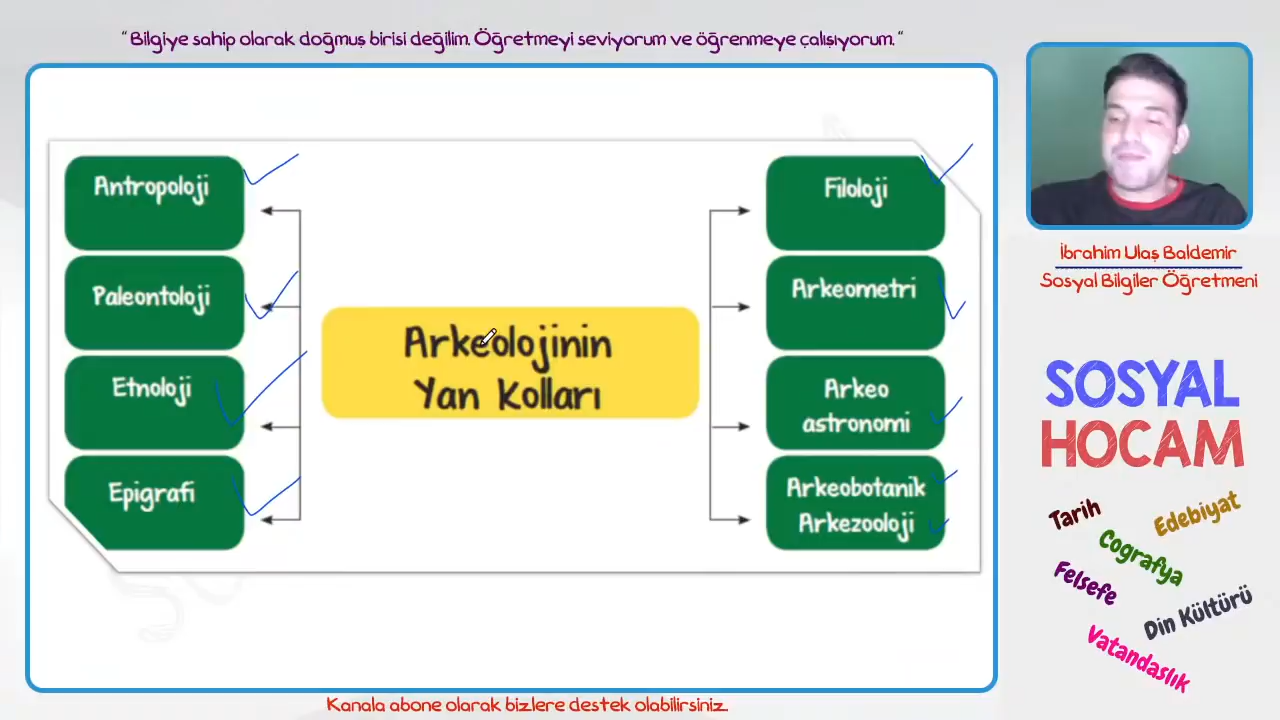 “Bilgiye sahip olarak doğmuş birisi değilim. Öğretmeyi seviyorum ve öğrenmeye çalışıyorum.”
Antropoloji
Paleontoloji
Etnoloji
Epigrafi
Arkeolojinin
Yan Kolları
Filoloji
Arkeometri
Arkeo
astronomi
Arkeobotanik
Arkezooloji
İbrahim Ulaş Baldemir
Sosyal Bilgiler Öğretmeni
SOSYAL
HOCAM
Tarih
Edebiyat
Cografya
Felsefe
Din Kültürü
Vatandaslık
Kanala abone olarak bizlere destek olabilirsiniz.